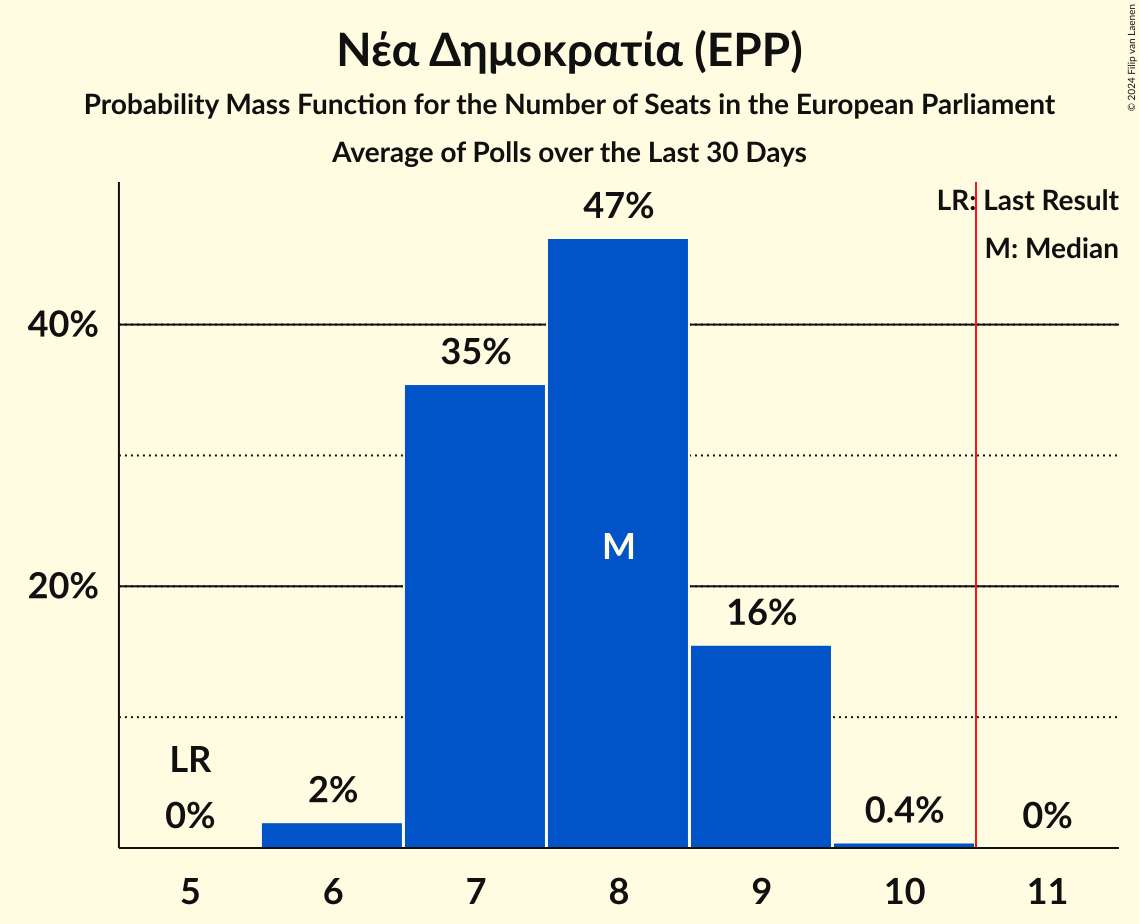 Νέα Δημοκρατία (EPP)
Probability Mass Function for the Number of Seats in the European Parliament
Average of Polls over the Last 30 Days
© 2024 Filip van Laenen
LR: Last Result
M: Median
47%
40%
35%
M
20%
16%
LR
0%
2%
0.4%
0%
5 6 7 8 9 10 11